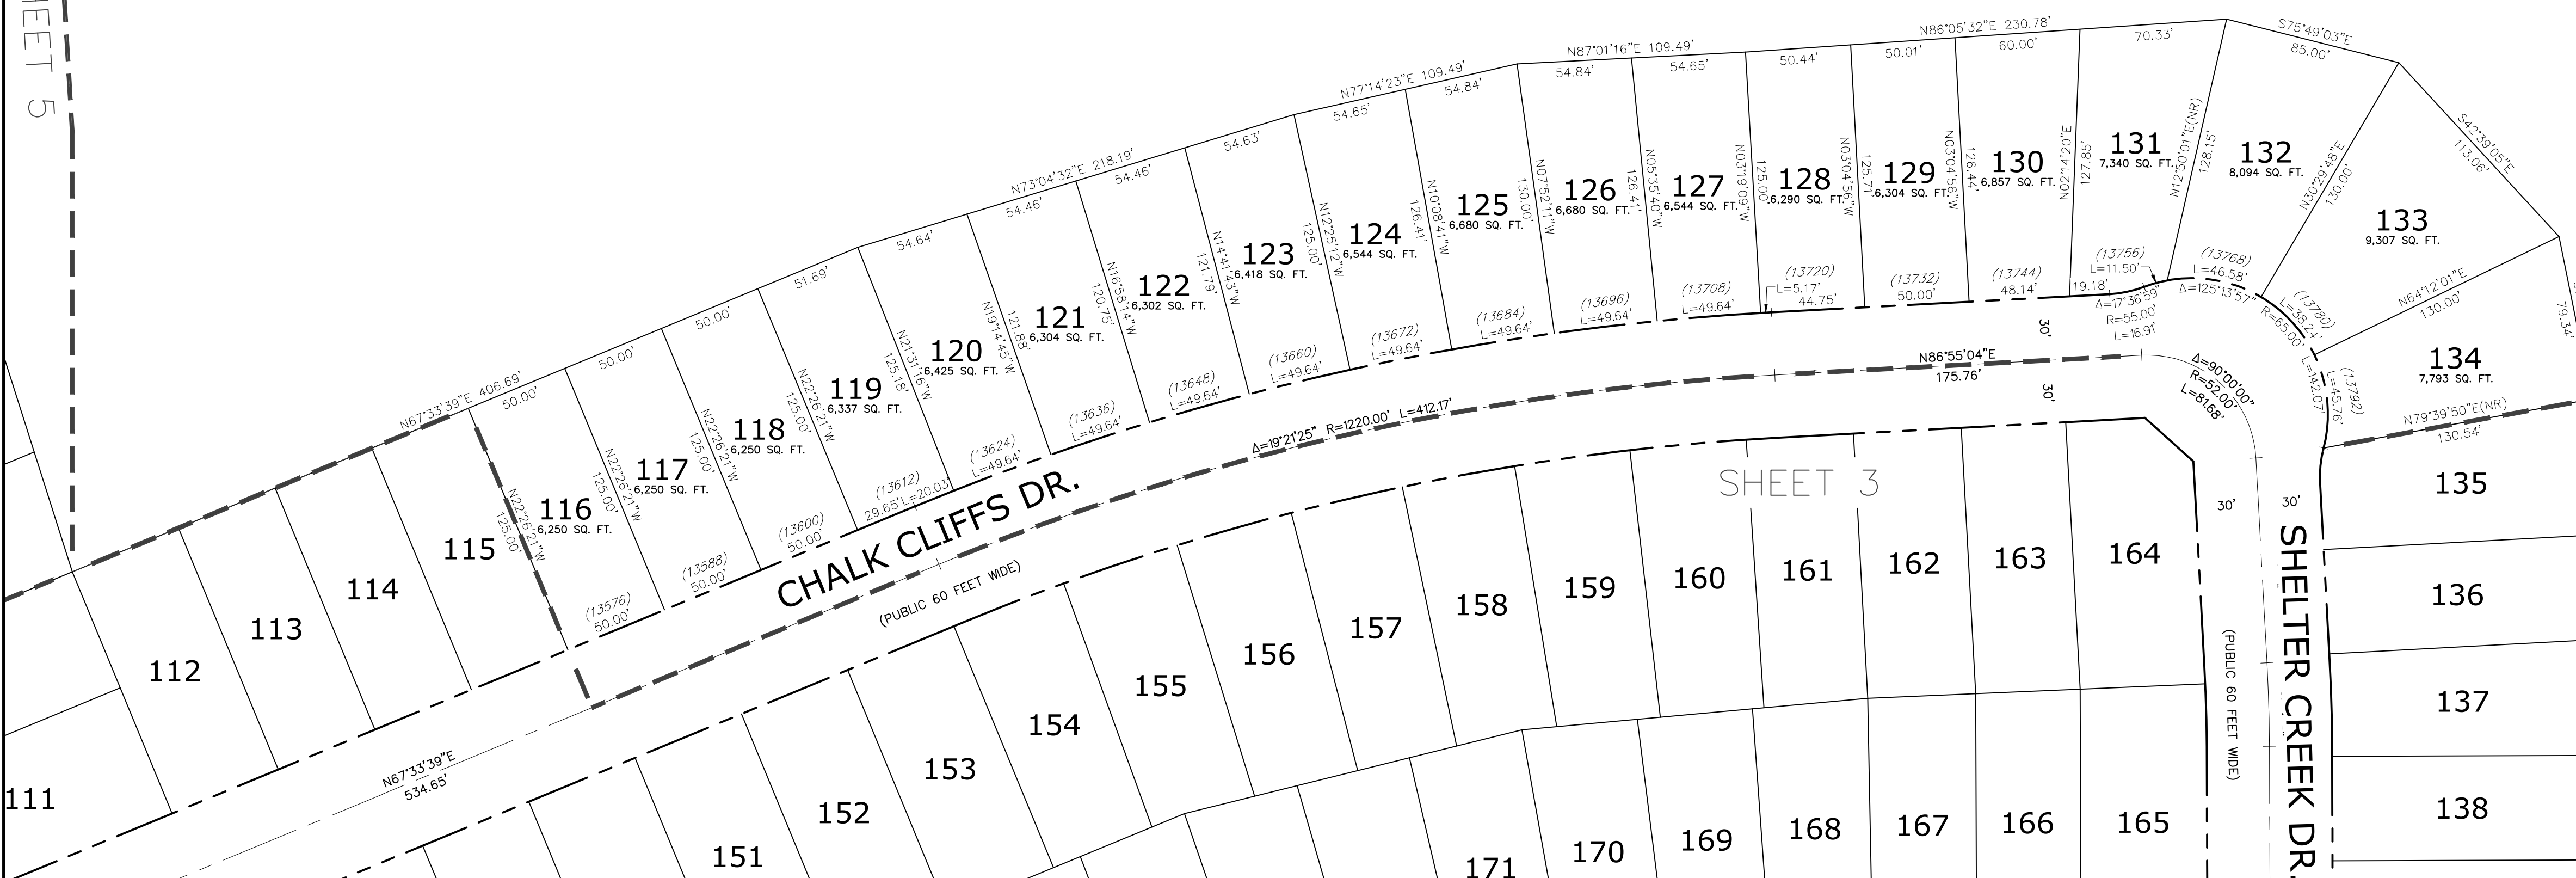 SHEET 5
N67°33'39"E 406.69'
N73°04'32"E 218.19'
N77°14'23"E 109.49'
N87°01'16"E 109.49'
N86°05'32"E 230.78'
S75°49'03"E
85.00'
S42°39'05"E
113.06'
79.34'
50.00'
50.00'
50.00'
51.69'
54.64'
54.46'
54.46'
54.63'
54.65'
54.84'
54.84'
54.65'
50.44'
50.01'
60.00'
70.33'
111
112
113
114
115
N22°26'21"W
125.00'
116
6,250 SQ. FT.
(13576)
50.00'
N22°26'21"W
125.00'
117
6,250 SQ. FT.
(13588)
50.00'
N22°26'21"W
125.00'
118
6,250 SQ. FT.
(13600)
50.00'
N22°26'21"W
125.00'
119
6,337 SQ. FT.
(13612)
29.65' L=20.03'
N21°31'16"W
125.18'
120
6,425 SQ. FT.
(13624)
L=49.64'
N19°14'45"W
121.88'
121
6,304 SQ. FT.
(13636)
L=49.64'
N16°58'14"W
120.75'
122
6,302 SQ. FT.
(13648)
L=49.64'
N14°41'43"W
121.79'
123
6,418 SQ. FT.
(13660)
L=49.64'
N12°25'12"W
125.00'
124
6,544 SQ. FT.
(13672)
L=49.64'
N10°08'41"W
126.41'
125
6,680 SQ. FT.
(13684)
L=49.64'
N07°52'11"W
130.00'
126
6,680 SQ. FT.
(13696)
L=49.64'
N05°35'40"W
126.41'
127
6,544 SQ. FT.
(13708)
L=49.64'
N03°19'09"W
125.00'
128
6,290 SQ. FT.
(13720)
L=5.17'
44.75'
N03°04'56"W
125.71'
129
6,304 SQ. FT.
(13732)
50.00'
N03°04'56"W
126.44'
130
6,857 SQ. FT.
(13744)
48.14'
N02°14'20"E
127.85'
131
7,340 SQ. FT.
(13756)
L=11.50'
19.18'
Δ=17°36'59"
R=55.00'
L=16.91'
N12°50'01"E(NR)
128.15'
132
8,094 SQ. FT.
(13768)
L=46.58'
Δ=125°13'57"
N30°29'48"E
130.00'
133
9,307 SQ. FT.
(13780)
L=38.24'
R=65.00'
N64°12'01"E
130.00'
134
7,793 SQ. FT.
(13792)
L=45.76'
L=142.07'
N79°39'50"E(NR)
130.54'
CHALK CLIFFS DR.
(PUBLIC 60 FEET WIDE)
N67°33'39"E
534.65'
Δ=19°21'25" R=1220.00' L=412.17'
N86°55'04"E
175.76'
30'
30'
Δ=90°00'00"
R=52.00'
L=81.68'
SHEET 3
30'
30'
SHELTER CREEK DR.
(PUBLIC 60 FEET WIDE)
135
136
137
138
151
152
153
154
155
156
157
158
159
160
161
162
163
164
165
166
167
168
169
170
171